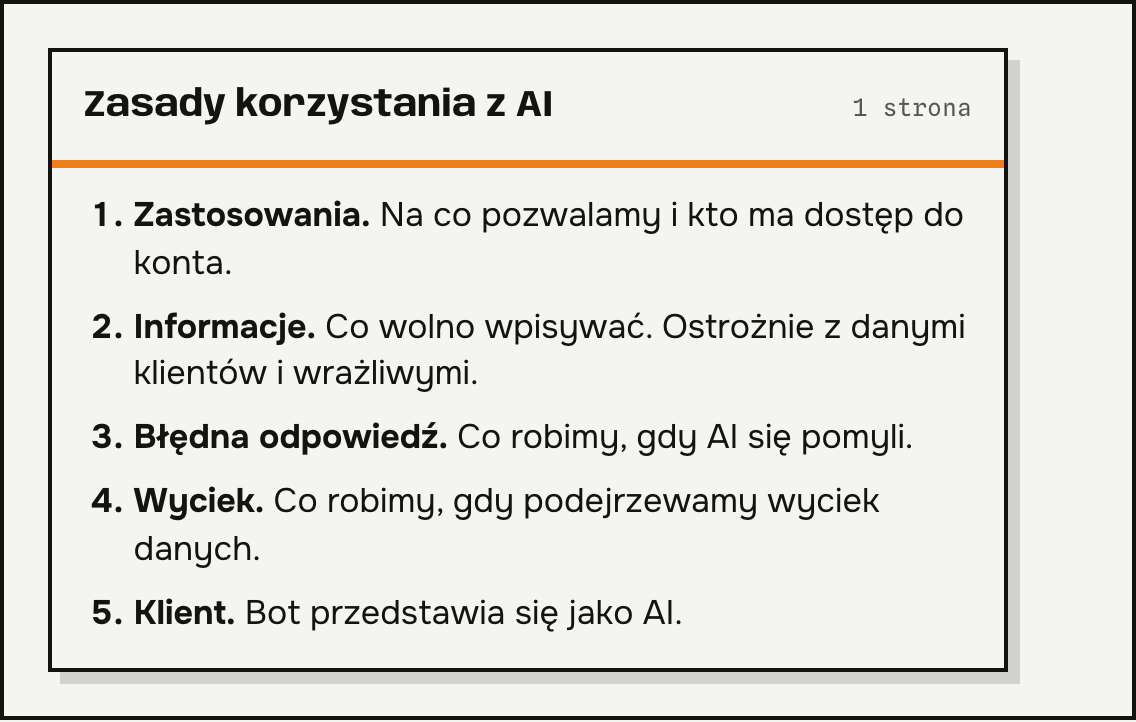 Zasady korzystania z AI
1 strona
1. Zastosowania. Na co pozwalamy i kto ma dostęp do
konta.
2. Informacje. Co wolno wpisywać. Ostrożnie z danymi
klientów i wrażliwymi.
3. Błędna odpowiedź. Co robimy, gdy AI się pomyli.
4. Wyciek. Co robimy, gdy podejrzewamy wyciek
danych.
5. Klient. Bot przedstawia się jako AI.